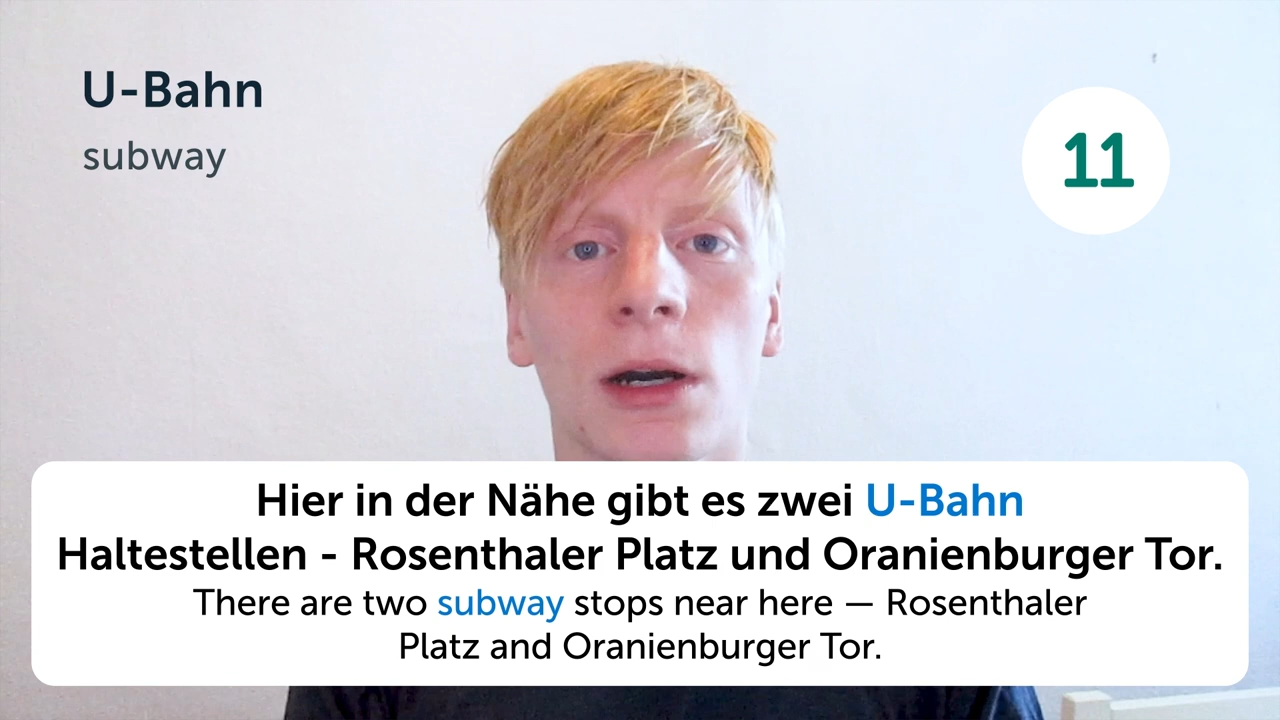 U-Bahn
subway
11
Hier in der Nähe gibt es zwei U-Bahn
Haltestellen - Rosenthaler Platz und Oranienburger Tor.
There are two subway stops near here — Rosenthaler
Platz and Oranienburger Tor.